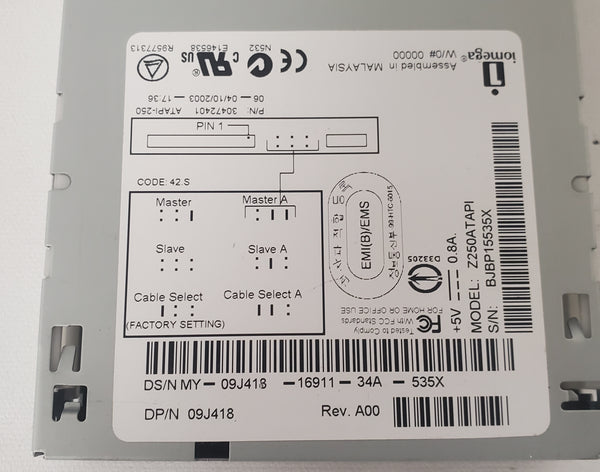 iomega®
W/O# 00000
Assembled in MALAYSIA
N532
E146538
R9577313
C US
06 - 04/10/2003 - 17:36
P/N: 30472401 ATAPI-250
PIN 1
CODE: 42.S
Master
Master A
Slave
Slave A
Cable Select
Cable Select A
(FACTORY SETTING)
EMI(B)/EMS
D33205
FC
Tested to Comply
With FCC Standards
FOR HOME OR OFFICE USE
+5V 0.8A.
MODEL: Z250ATAPI
S/N: BJBP15535X
DS/N MY- 09J418 -16911 -34A - 535X
DP/N 09J418 Rev. A00